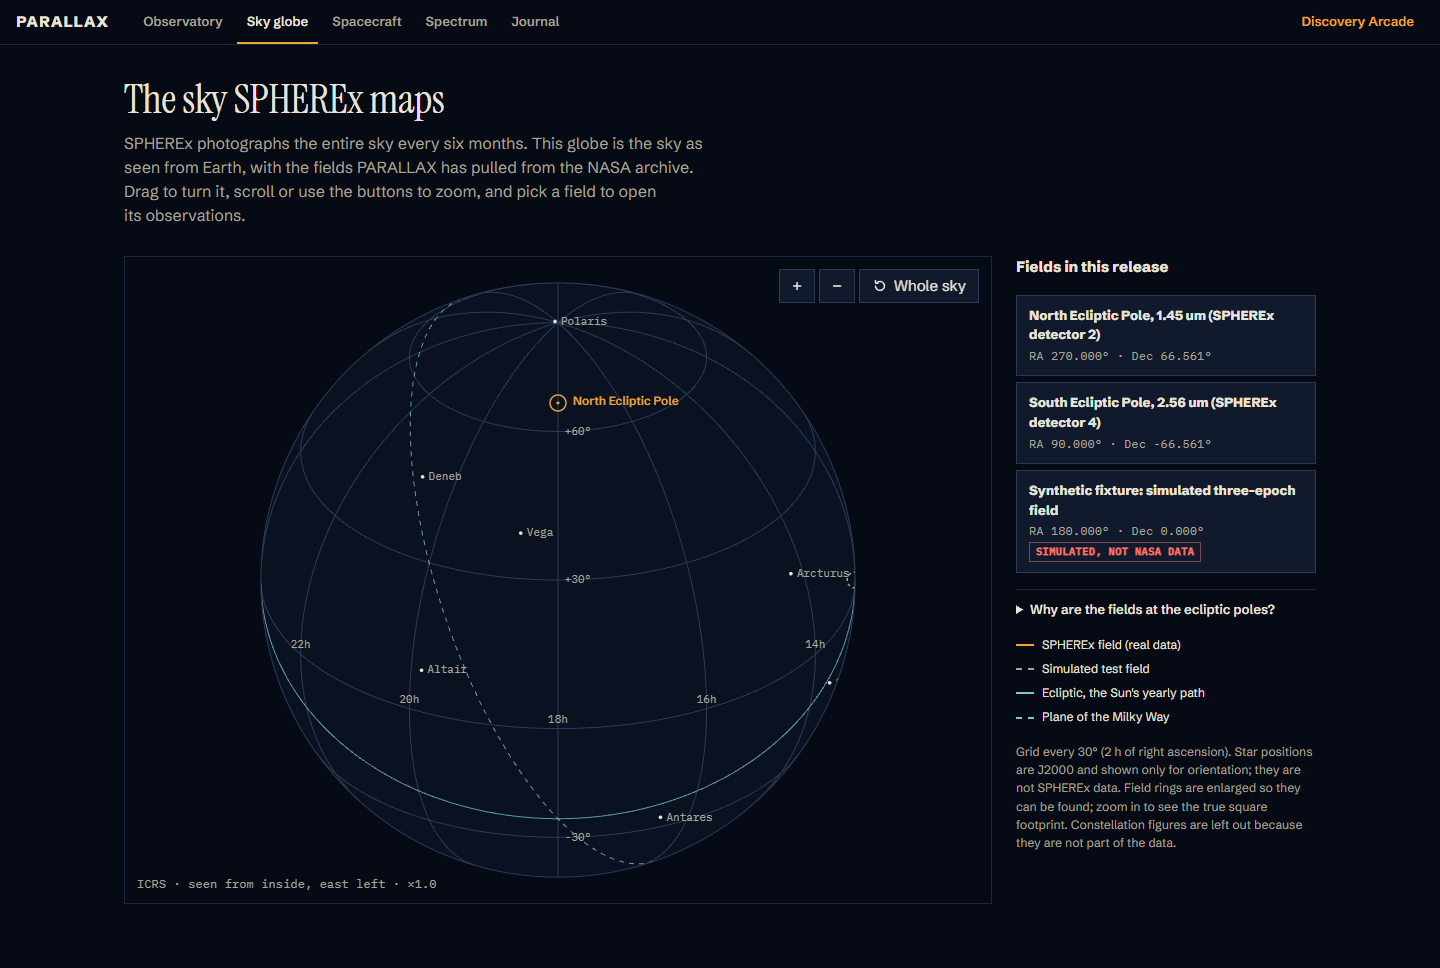 PARALLAX Observatory Sky globe Spacecraft Spectrum Journal Discovery Arcade
The sky SPHEREx maps
SPHEREx photographs the entire sky every six months. This globe is the sky as
seen from Earth, with the fields PARALLAX has pulled from the NASA archive.
Drag to turn it, scroll or use the buttons to zoom, and pick a field to open
its observations.
+ − Whole sky
Polaris
North Ecliptic Pole
+60°
Deneb
Vega
Arcturus
+30°
22h
14h
Altair
20h
16h
18h
Antares
-30°
ICRS · seen from inside, east left · ×1.0
Fields in this release
North Ecliptic Pole, 1.45 um (SPHEREx
detector 2)
RA 270.000° · Dec 66.561°
South Ecliptic Pole, 2.56 um (SPHEREx
detector 4)
RA 90.000° · Dec -66.561°
Synthetic fixture: simulated three-epoch
field
RA 180.000° · Dec 0.000°
SIMULATED, NOT NASA DATA
Why are the fields at the ecliptic poles?
SPHEREx field (real data)
Simulated test field
Ecliptic, the Sun's yearly path
Plane of the Milky Way
Grid every 30° (2 h of right ascension). Star positions
are J2000 and shown only for orientation; they are
not SPHEREx data. Field rings are enlarged so they
can be found; zoom in to see the true square
footprint. Constellation figures are left out because
they are not part of the data.